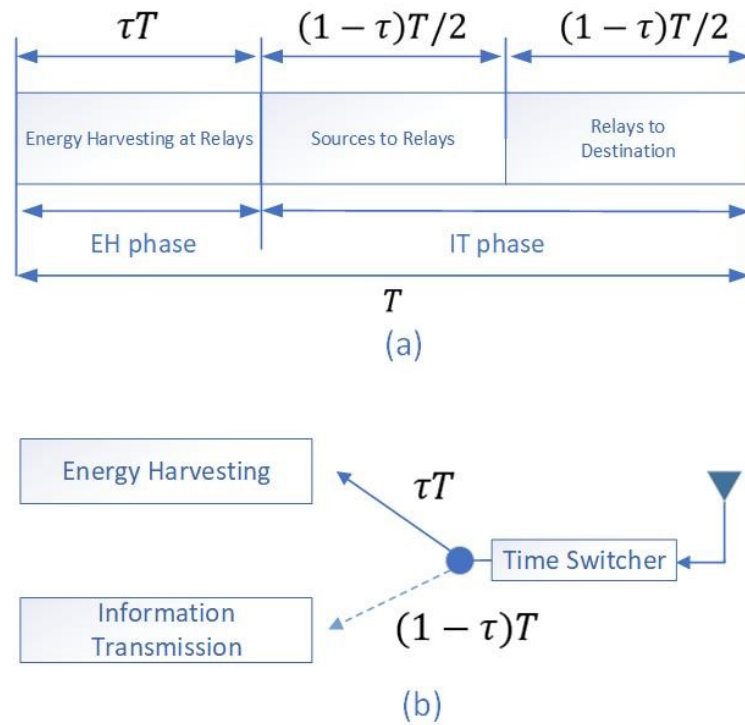 τT
(1 − τ)T/2
(1 − τ)T/2
Energy Harvesting at Relays
Sources to Relays
Relays to
Destination
EH phase
IT phase
T
(a)
Energy Harvesting
τT
Time Switcher
Information
Transmission
(1 − τ)T
(b)